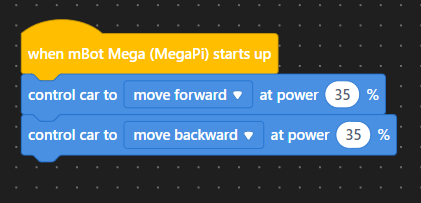 when mBot Mega (MegaPi) starts up
control car to move forward at power 35 %
control car to move backward at power 35 %